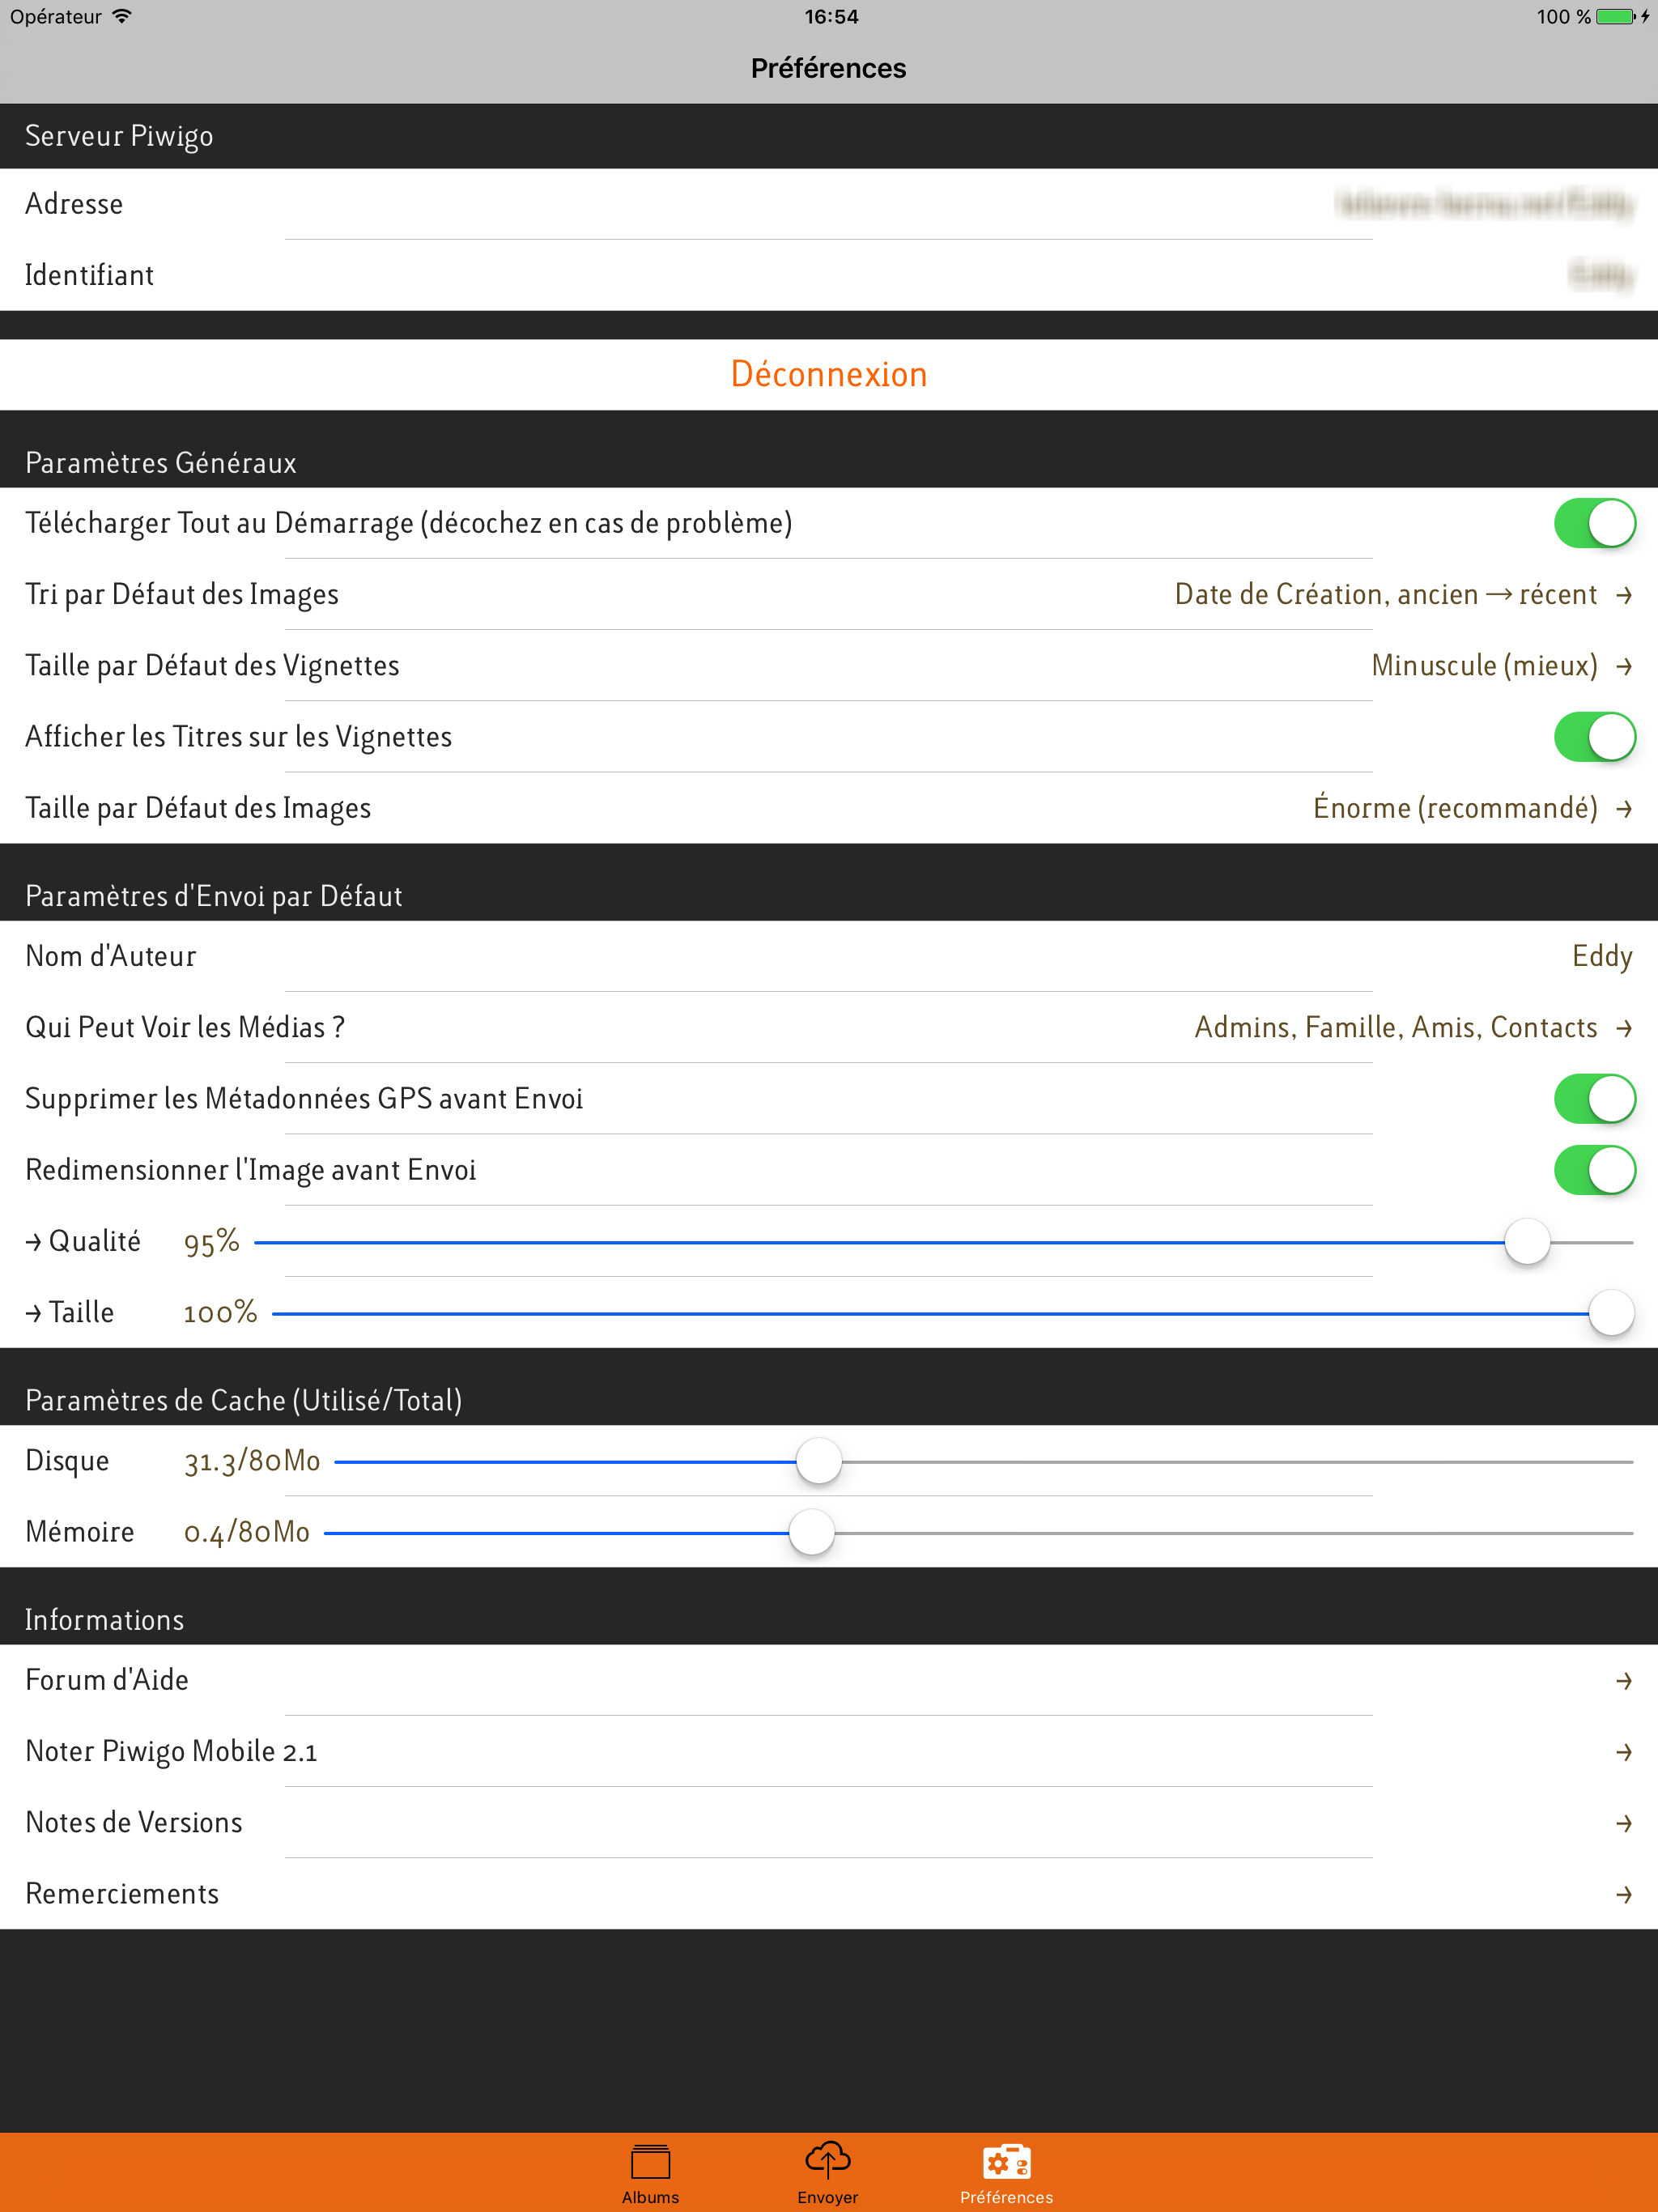 Opérateur 16:54 100 %
Préférences
Serveur Piwigo
Adresse
Identifiant
Déconnexion
Paramètres Généraux
Télécharger Tout au Démarrage (décochez en cas de problème)
Tri par Défaut des Images Date de Création, ancien → récent →
Taille par Défaut des Vignettes Minuscule (mieux) →
Afficher les Titres sur les Vignettes
Taille par Défaut des Images Énorme (recommandé) →
Paramètres d'Envoi par Défaut
Nom d'Auteur Eddy
Qui Peut Voir les Médias ? Admins, Famille, Amis, Contacts →
Supprimer les Métadonnées GPS avant Envoi
Redimensionner l'Image avant Envoi
→ Qualité 95%
→ Taille 100%
Paramètres de Cache (Utilisé/Total)
Disque 31.3/80Mo
Mémoire 0.4/80Mo
Informations
Forum d'Aide →
Noter Piwigo Mobile 2.1 →
Notes de Versions →
Remerciements →
Albums Envoyer Préférences